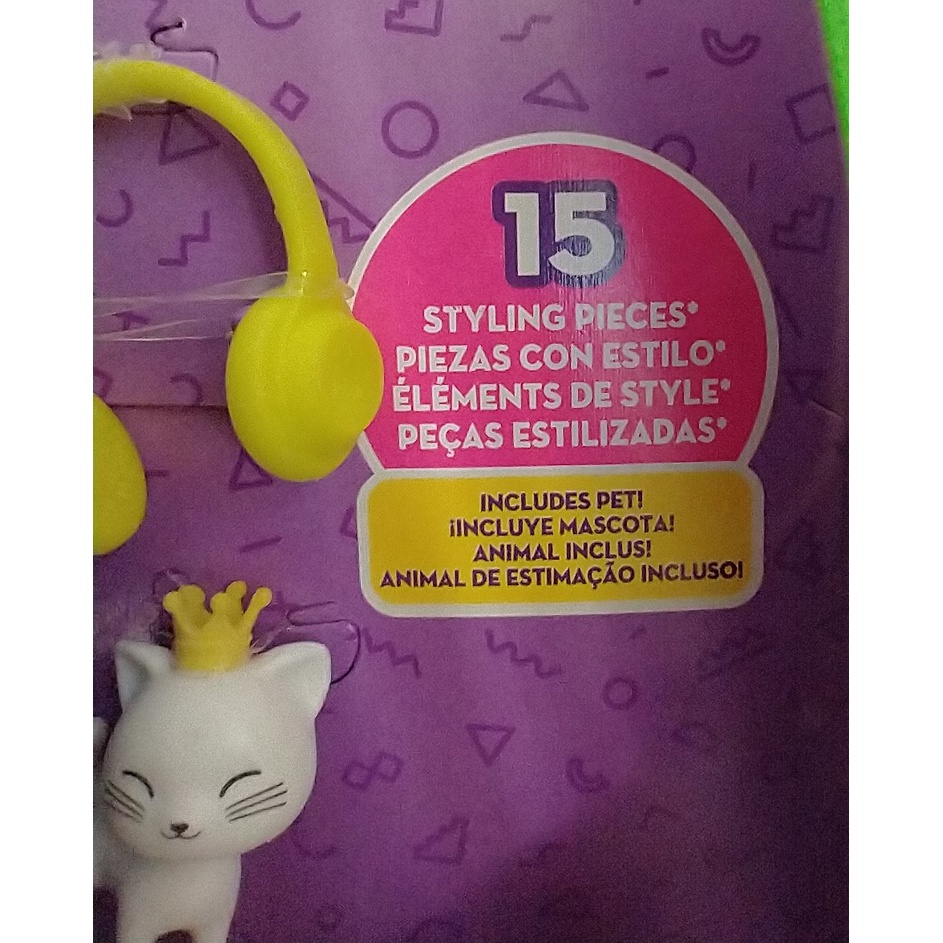 15
STYLING PIECES*
PIEZAS CON ESTILO*
ÉLÉMENTS DE STYLE*
PEÇAS ESTILIZADAS*
INCLUDES PET!
¡INCLUYE MASCOTA!
ANIMAL INCLUS!
ANIMAL DE ESTIMAÇÃO INCLUSO!